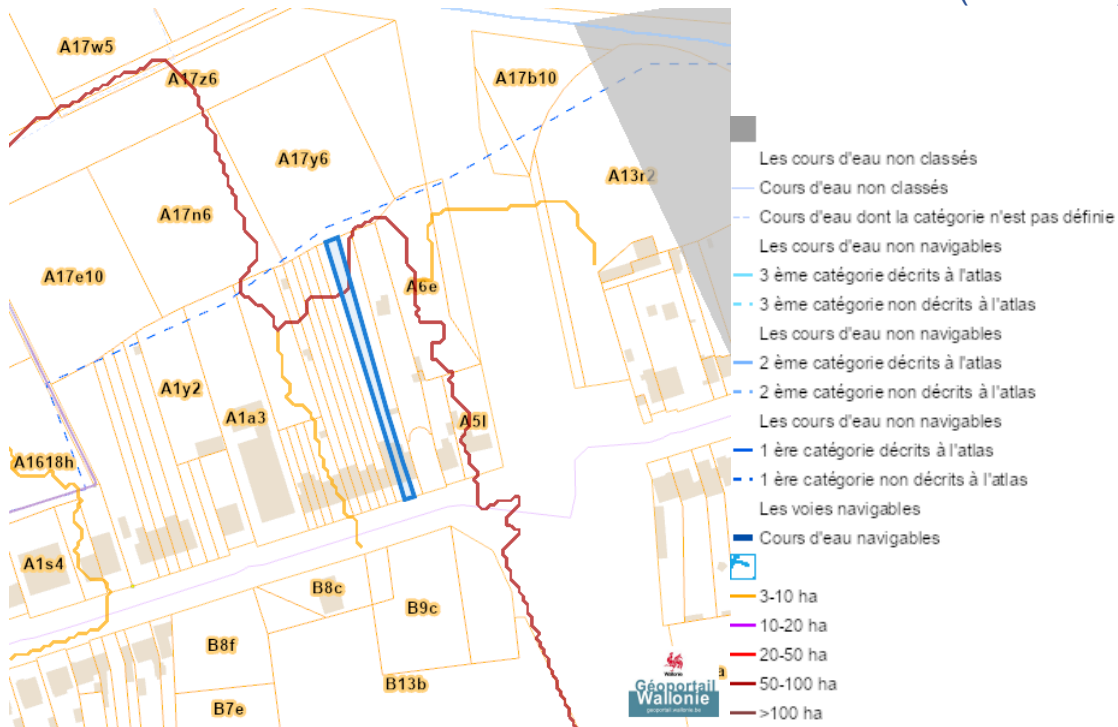 A17w5
A17z6
A17b10
A17y6
A13r2
A17n6
A17e10
A6e
A1y2
A1a3
A5l
A1618h
A1s4
B8c
B9c
B8f
B13b
B7e
a
Wallonie
Géoportail
Wallonie
geoportail.wallonie.be
Les cours d'eau non classés
Cours d'eau non classés
Cours d'eau dont la catégorie n'est pas définie
Les cours d'eau non navigables
3 ème catégorie décrits à l'atlas
3 ème catégorie non décrits à l'atlas
Les cours d'eau non navigables
2 ème catégorie décrits à l'atlas
2 ème catégorie non décrits à l'atlas
Les cours d'eau non navigables
1 ère catégorie décrits à l'atlas
1 ère catégorie non décrits à l'atlas
Les voies navigables
Cours d'eau navigables
3-10 ha
10-20 ha
20-50 ha
50-100 ha
>100 ha